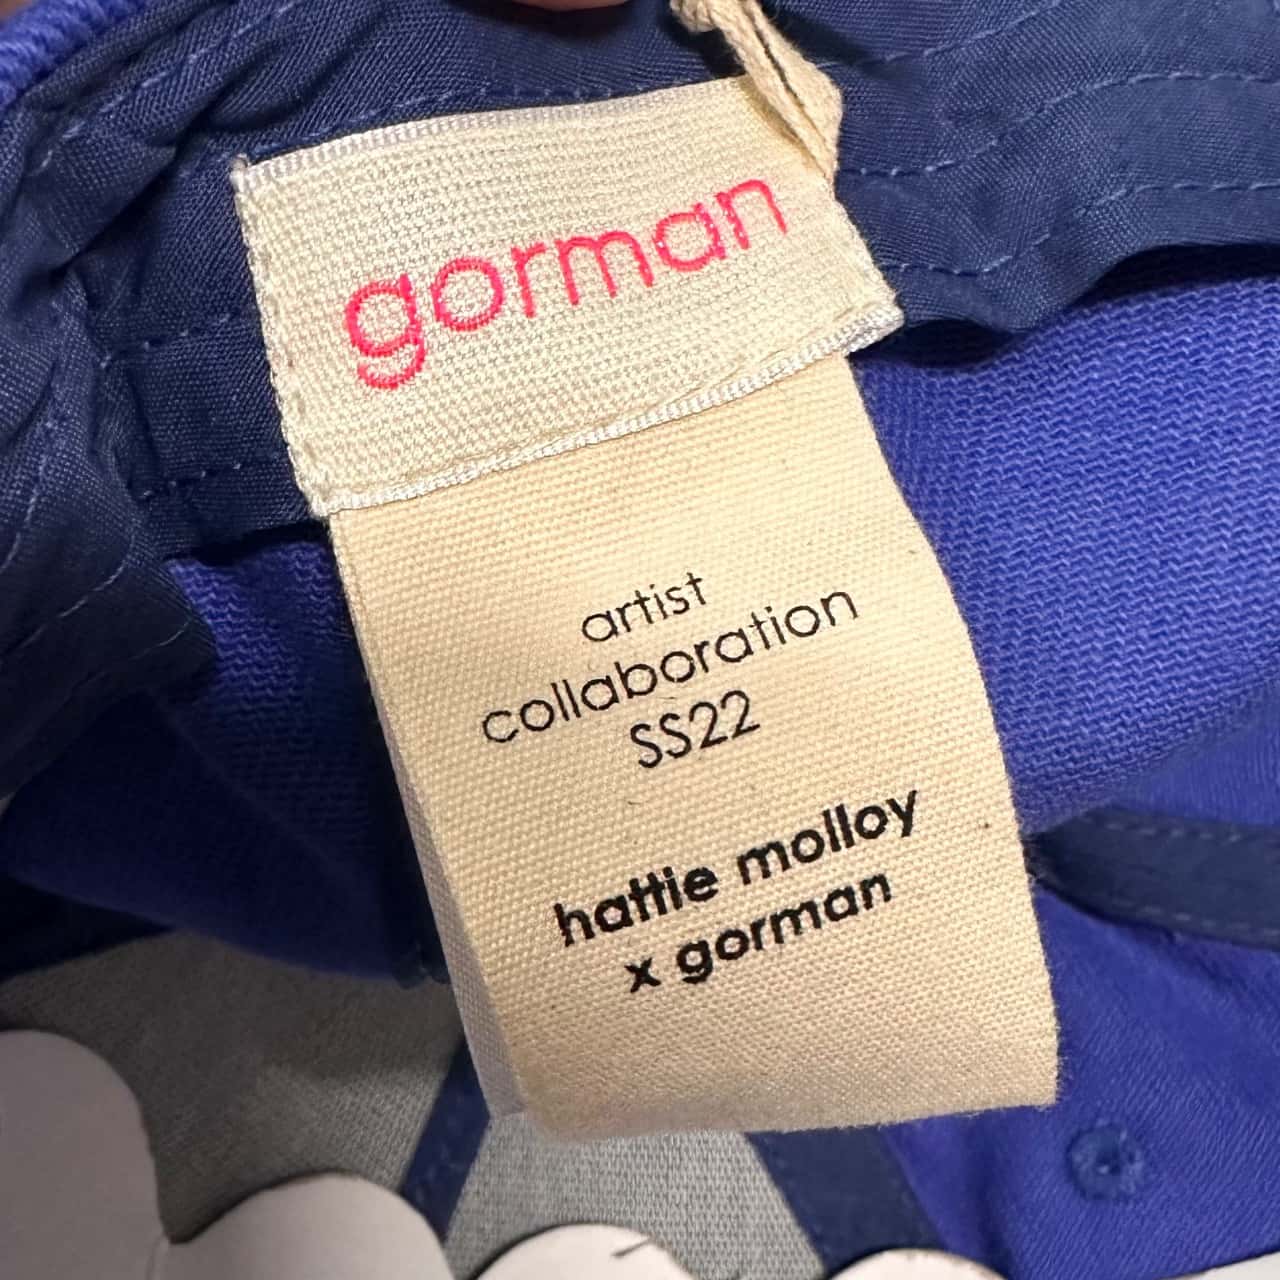 gorman
artist
collaboration
SS22
hattie molloy
x gorman